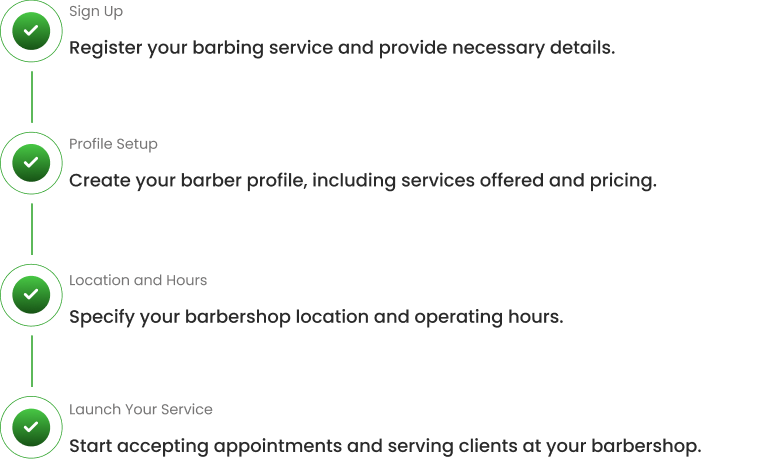 Sign Up
Register your barbing service and provide necessary details.
Profile Setup
Create your barber profile, including services offered and pricing.
Location and Hours
Specify your barbershop location and operating hours.
Launch Your Service
Start accepting appointments and serving clients at your barbershop.